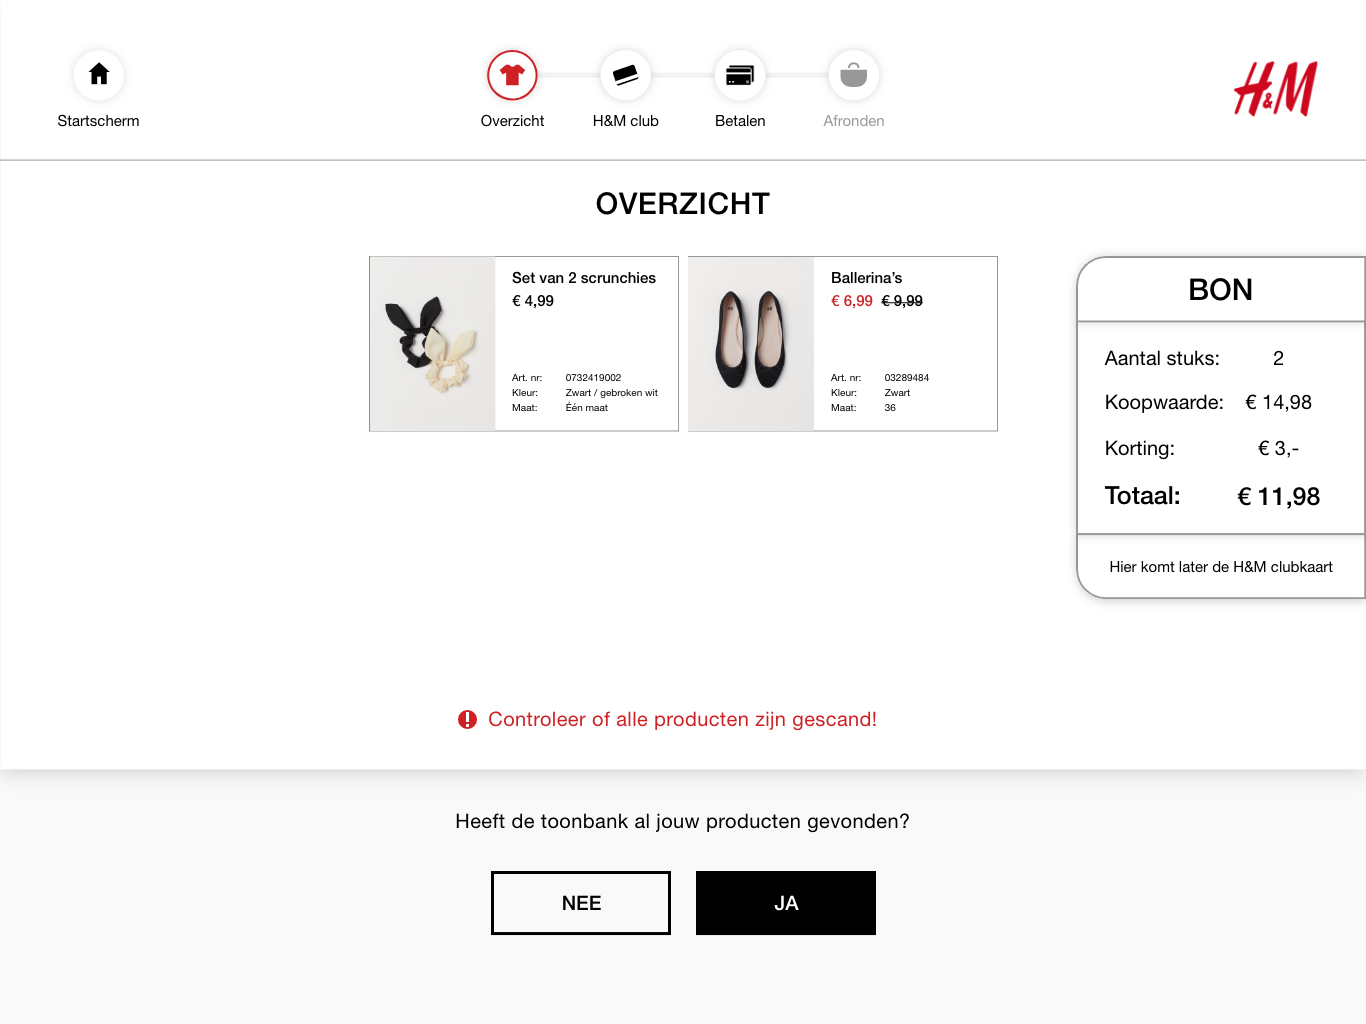 Startscherm
Overzicht
H&M club
Betalen
Afronden
H&M
OVERZICHT
Set van 2 scrunchies
€ 4,99
Art. nr: 0732419002
Kleur: Zwart / gebroken wit
Maat: Één maat
Ballerina’s
€ 6,99 € 9,99
Art. nr: 03289484
Kleur: Zwart
Maat: 36
BON
Aantal stuks: 2
Koopwaarde: € 14,98
Korting: € 3,-
Totaal: € 11,98
Hier komt later de H&M clubkaart
Controleer of alle producten zijn gescand!
Heeft de toonbank al jouw producten gevonden?
NEE
JA